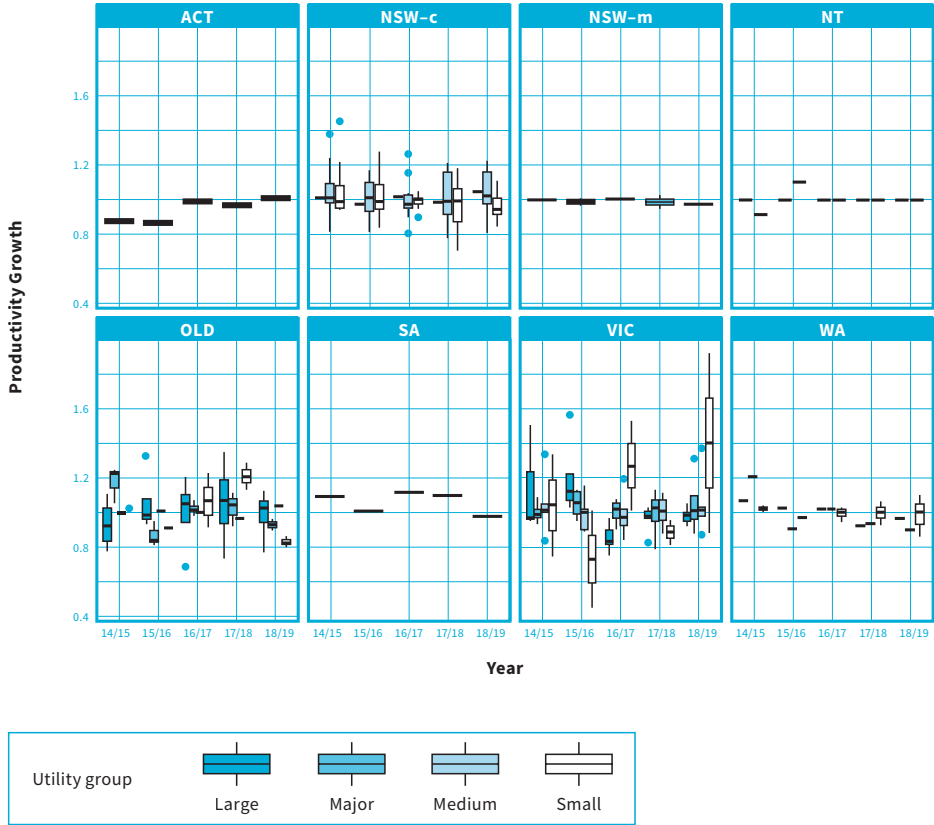 ACT NSW–c NSW–m NT
1.6
1.2
0.8
0.4
Productivity Growth
OLD SA VIC WA
1.6
1.2
0.8
0.4
14/15 15/16 16/17 17/18 18/19 14/15 15/16 16/17 17/18 18/19 14/15 15/16 16/17 17/18 18/19 14/15 15/16 16/17 17/18 18/19
Year
Utility group
Large Major Medium Small